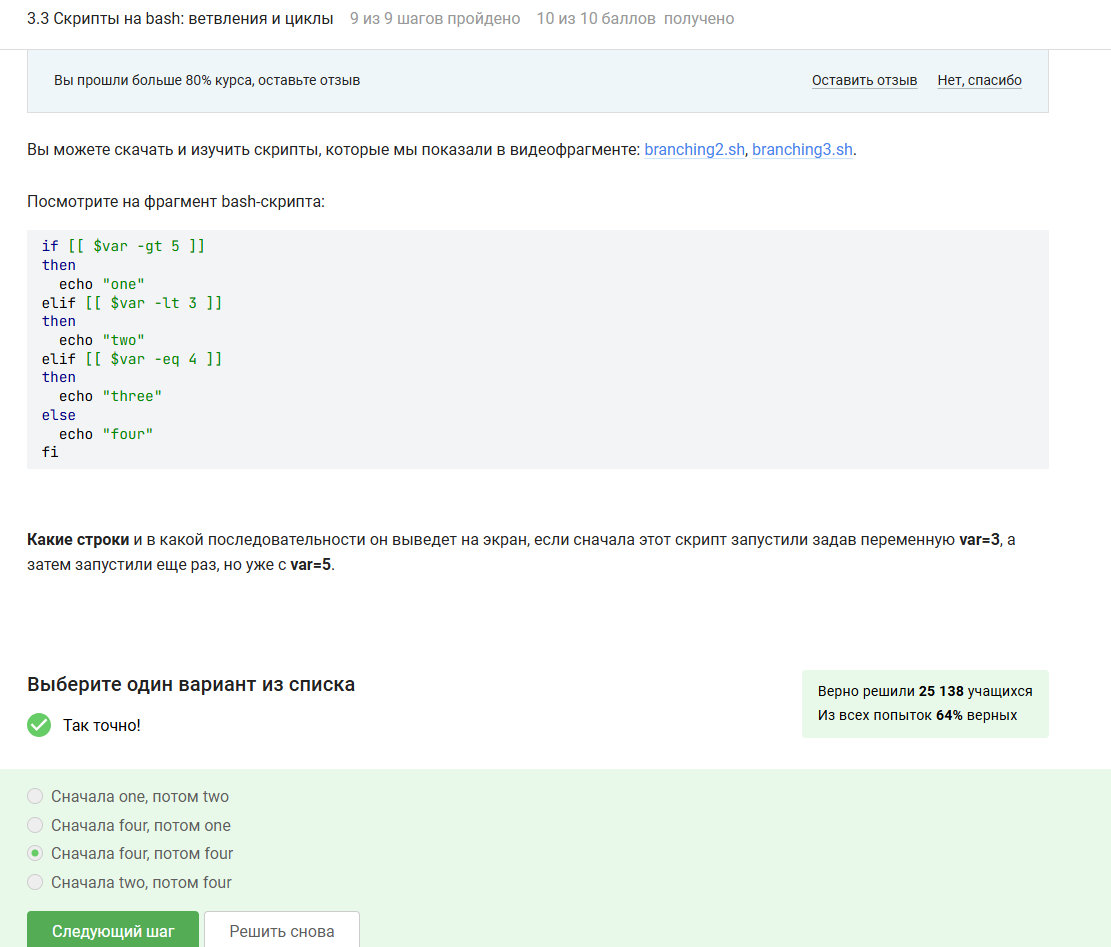 3.3 Скрипты на bash: ветвления и циклы 9 из 9 шагов пройдено 10 из 10 баллов получено
Вы прошли больше 80% курса, оставьте отзыв Оставить отзыв Нет, спасибо
Вы можете скачать и изучить скрипты, которые мы показали в видеофрагменте: branching2.sh, branching3.sh.
Посмотрите на фрагмент bash-скрипта:
if [[ $var -gt 5 ]]
then
  echo "one"
elif [[ $var -lt 3 ]]
then
  echo "two"
elif [[ $var -eq 4 ]]
then
  echo "three"
else
  echo "four"
fi
Какие строки и в какой последовательности он выведет на экран, если сначала этот скрипт запустили задав переменную var=3, а
затем запустили еще раз, но уже с var=5.
Выберите один вариант из списка
Так точно!
Верно решили 25 138 учащихся
Из всех попыток 64% верных
Сначала one, потом two
Сначала four, потом one
Сначала four, потом four
Сначала two, потом four
Следующий шаг Решить снова